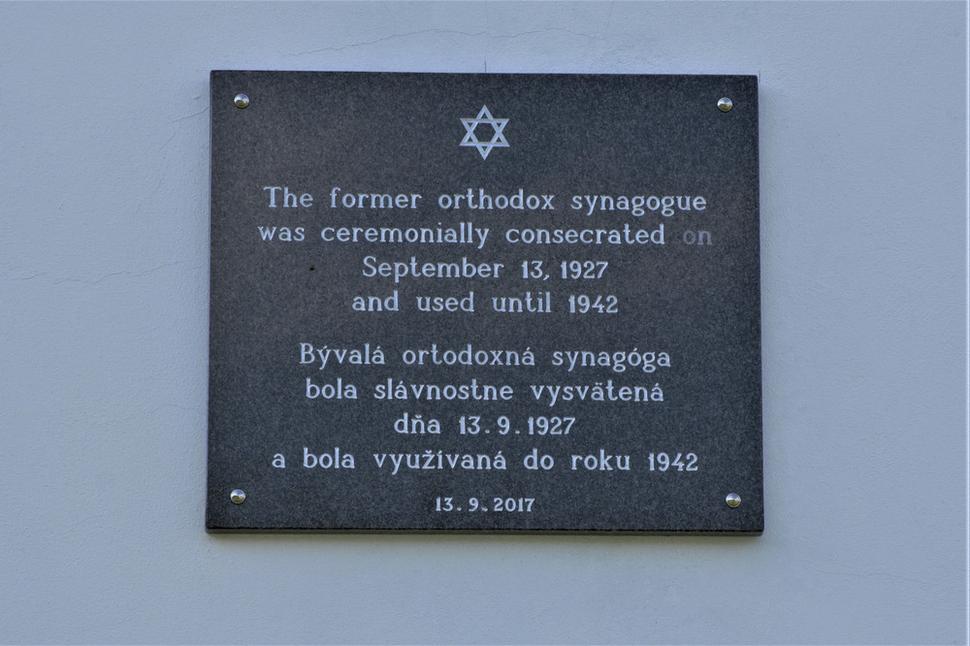 The former orthodox synagogue
was ceremonially consecrated on
September 13, 1927
and used until 1942
Bývalá ortodoxná synagóga
bola slávnostne vysvätená
dňa 13.9.1927
a bola využívaná do roku 1942
13.9.2017